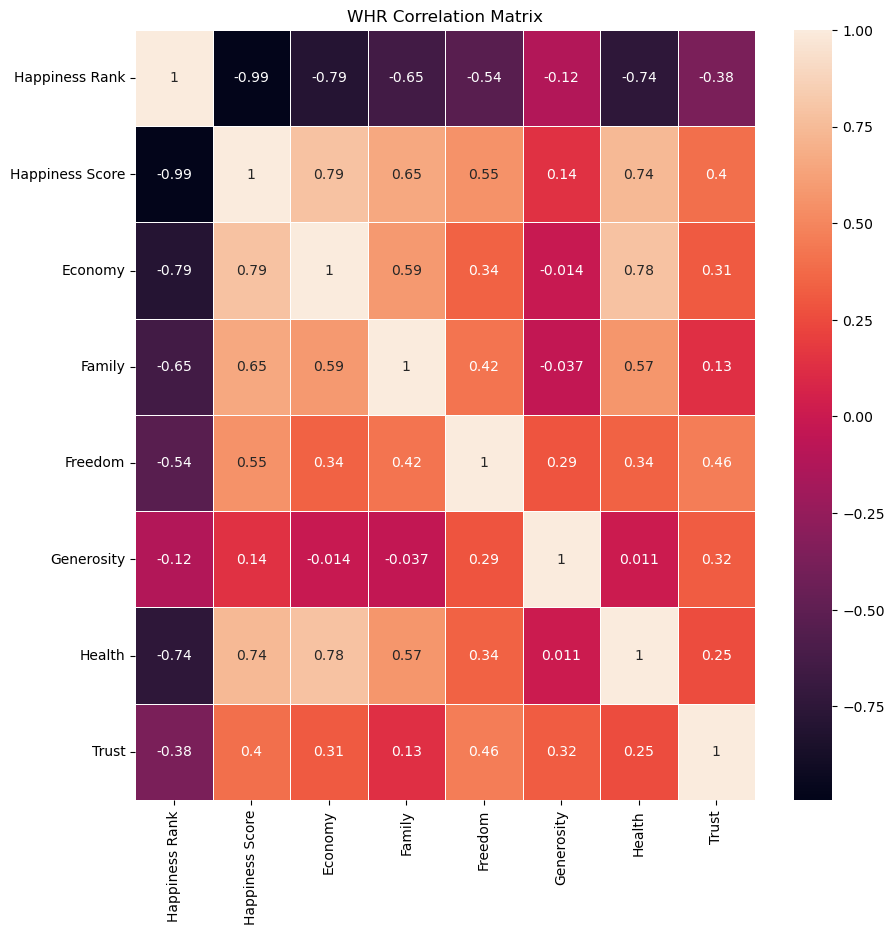 WHR Correlation Matrix
Happiness Rank 1 -0.99 -0.79 -0.65 -0.54 -0.12 -0.74 -0.38
Happiness Score -0.99 1 0.79 0.65 0.55 0.14 0.74 0.4
Economy -0.79 0.79 1 0.59 0.34 -0.014 0.78 0.31
Family -0.65 0.65 0.59 1 0.42 -0.037 0.57 0.13
Freedom -0.54 0.55 0.34 0.42 1 0.29 0.34 0.46
Generosity -0.12 0.14 -0.014 -0.037 0.29 1 0.011 0.32
Health -0.74 0.74 0.78 0.57 0.34 0.011 1 0.25
Trust -0.38 0.4 0.31 0.13 0.46 0.32 0.25 1
Happiness Rank
Happiness Score
Economy
Family
Freedom
Generosity
Health
Trust
1.00
0.75
0.50
0.25
0.00
−0.25
−0.50
−0.75